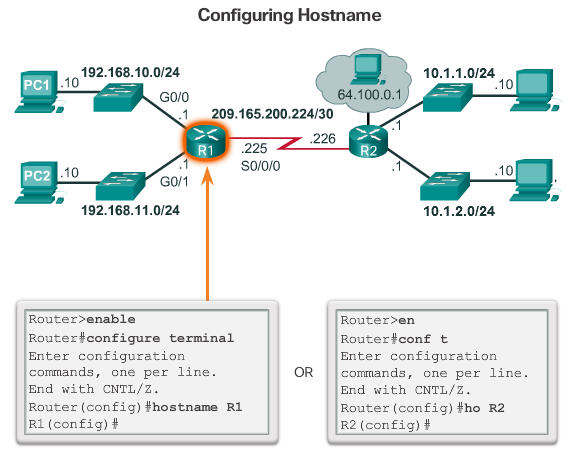 Configuring Hostname
PC1
.10
192.168.10.0/24
G0/0
.1
209.165.200.224/30
64.100.0.1
10.1.1.0/24
.10
.1
R1
.225
S0/0/0
.226
R2
PC2
.10
.1
G0/1
192.168.11.0/24
.1
.10
10.1.2.0/24
Router>enable
Router#configure terminal
Enter configuration
commands, one per line.
End with CNTL/Z.
Router(config)#hostname R1
R1(config)#
OR
Router>en
Router#conf t
Enter configuration
commands, one per line.
End with CNTL/Z.
Router(config)#ho R2
R2(config)#